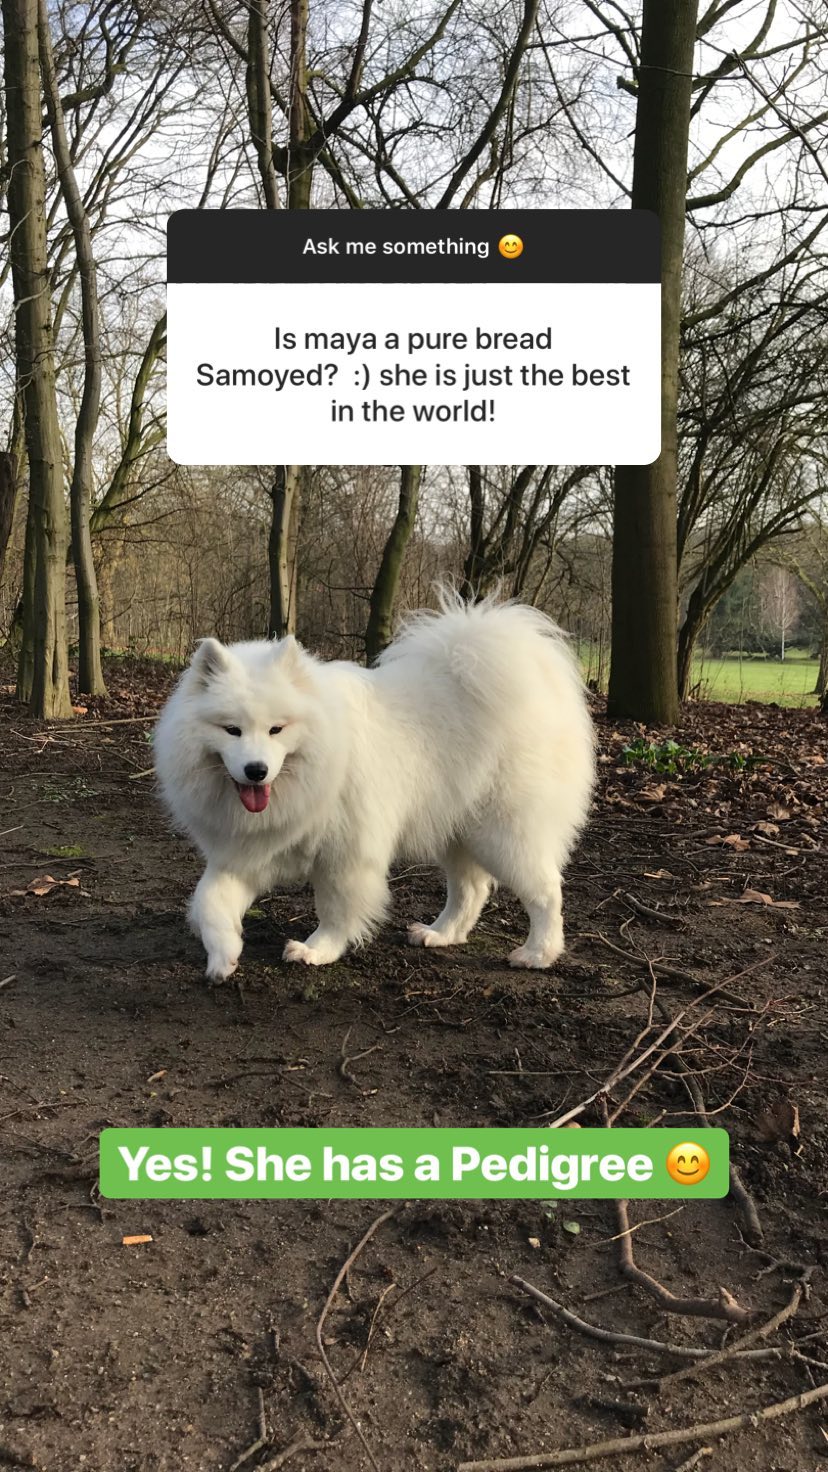 Ask me something 😊
Is maya a pure bread
Samoyed?  :) she is just the best
in the world!
Yes! She has a Pedigree 😊